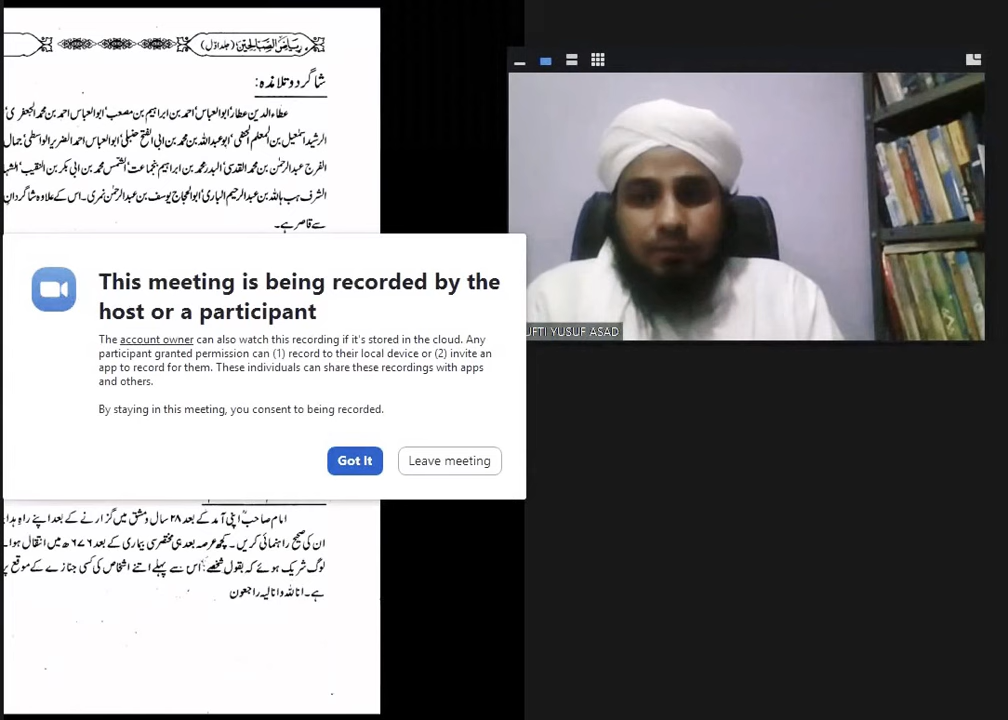 ریاض الصالحین (جلد اول)
شاگرد و تلامذہ:
عطاء الدین عطار' ابوالعباس' احمد بن ابراہیم بن مصعب' ابوالعباس احمد بن محمد الجعفری'
الرشید اسمٰعیل بن المعلم الحنفی' ابوعبداللہ بن محمد بن ابی الفتح حنبلی' ابوالعباس احمد الضریر الواسطی' جمال
الفرج عبدالرحمٰن بن محمد القدسی' البدر محمد بن ابراہیم بن جماعت' الشمس محمد بن ابی بکر بن النقیب'
الشرف ہبۃ اللہ بن عبدالرحیم الباری' ابوالحجاج یوسف بن عبدالرحمٰن نمری۔ اس کے علاوہ شاگردان
سے قاصر ہے۔
This meeting is being recorded by the
host or a participant
The account owner can also watch this recording if it's stored in the cloud. Any
participant granted permission can (1) record to their local device or (2) invite an
app to record for them. These individuals can share these recordings with apps
and others.
By staying in this meeting, you consent to being recorded.
Got It
Leave meeting
امام صاحبؒ اپنی آمد کے بعد ۲۸ سال دمشق میں گزارنے کے بعد اپنے راہ
ان کی صحیح راہنمائی کریں۔ کچھ عرصہ بعد ہی مختصر سی بیماری کے بعد ۶۷۶ھ میں انتقال ہوا۔
لوگ شریک ہوئے کہ بقول شخصے: اس سے پہلے اتنے اشخاص کی کسی جنازے کے موقع پر
ہے۔ انا للہ وانا الیہ راجعون
UFTI YUSUF ASAD